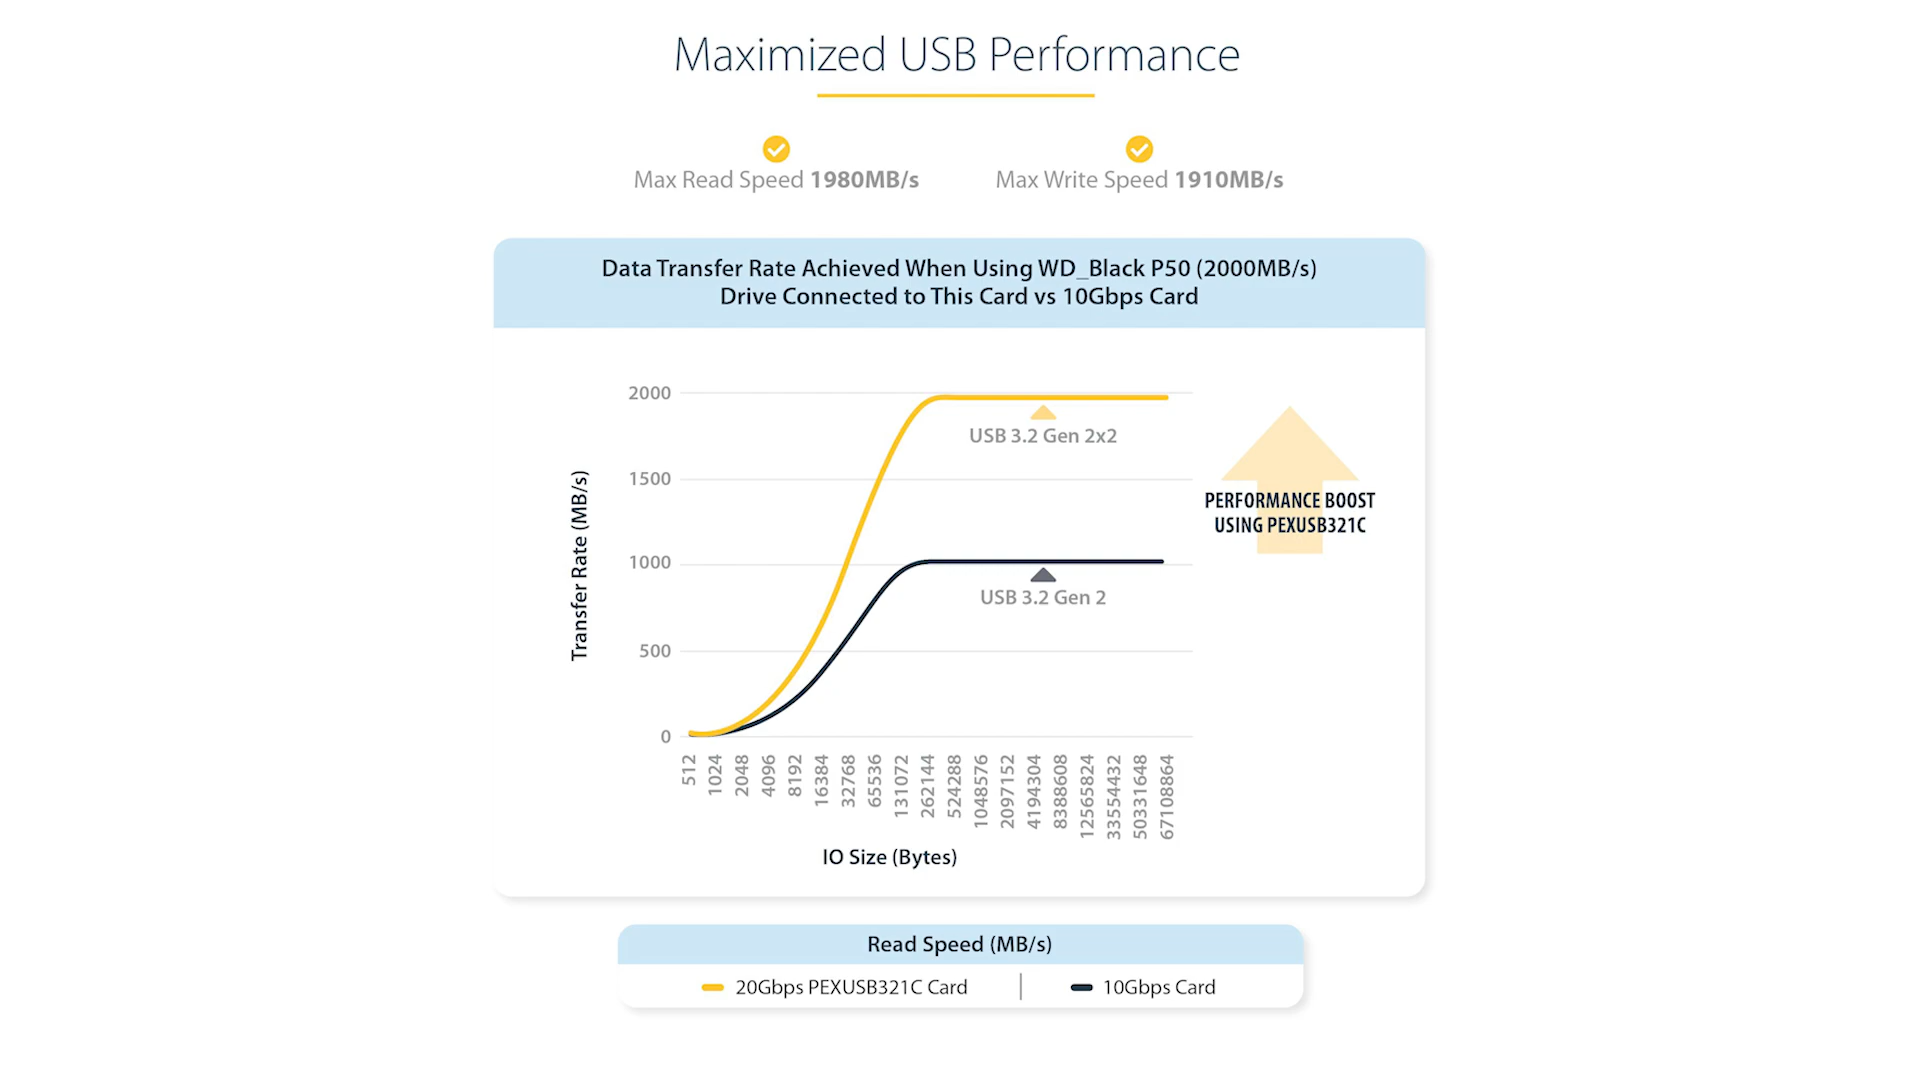 Maximized USB Performance
Max Read Speed 1980MB/s
Max Write Speed 1910MB/s
Data Transfer Rate Achieved When Using WD_Black P50 (2000MB/s)
Drive Connected to This Card vs 10Gbps Card
Transfer Rate (MB/s)
2000
1500
1000
500
0
USB 3.2 Gen 2x2
USB 3.2 Gen 2
PERFORMANCE BOOST
USING PEXUSB321C
512
1024
2048
4096
8192
16384
32768
65536
131072
262144
524288
1048576
2097152
4194304
8388608
12565824
33554432
50331648
67108864
IO Size (Bytes)
Read Speed (MB/s)
20Gbps PEXUSB321C Card
10Gbps Card